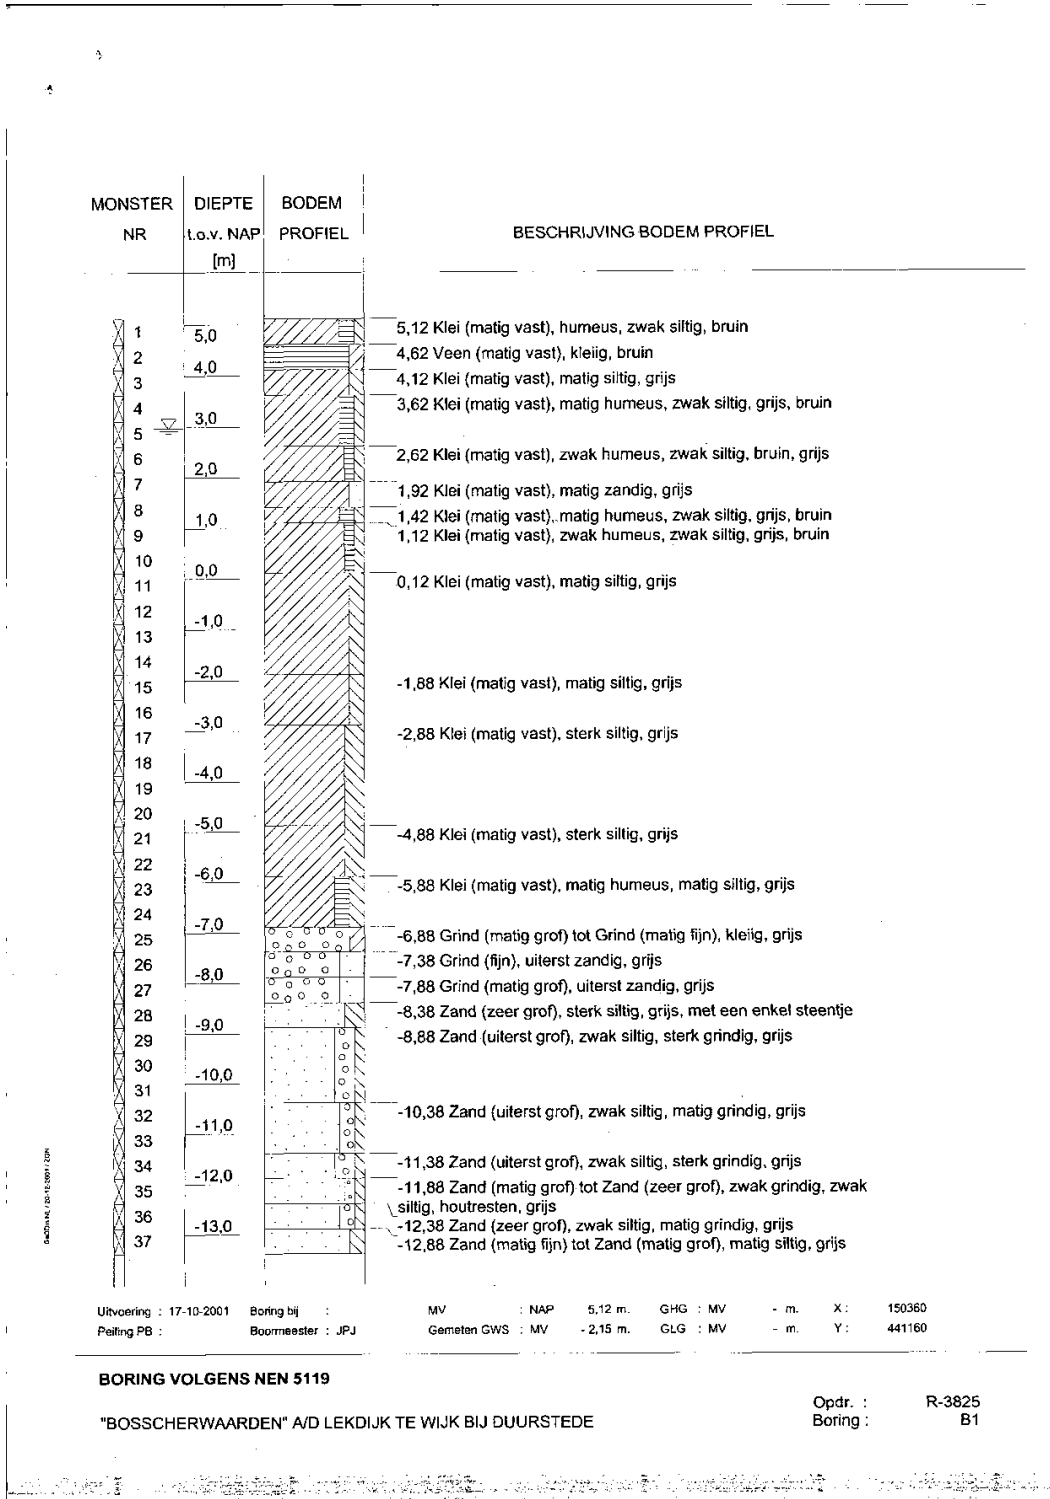 MONSTER DIEPTE BODEM
NR t.o.v. NAP PROFIEL BESCHRIJVING BODEM PROFIEL
[m]
1 5,0 5,12 Klei (matig vast), humeus, zwak siltig, bruin
2 4,62 Veen (matig vast), kleiig, bruin
4,0
3 4,12 Klei (matig vast), matig siltig, grijs
4 3,62 Klei (matig vast), matig humeus, zwak siltig, grijs, bruin
3,0
5
6 2,62 Klei (matig vast), zwak humeus, zwak siltig, bruin, grijs
2,0
7 1,92 Klei (matig vast), matig zandig, grijs
8 1,42 Klei (matig vast), matig humeus, zwak siltig, grijs, bruin
1,0
9 1,12 Klei (matig vast), zwak humeus, zwak siltig, grijs, bruin
10
0,0
11 0,12 Klei (matig vast), matig siltig, grijs
12
-1,0
13
14
-2,0
15 -1,88 Klei (matig vast), matig siltig, grijs
16
-3,0
17 -2,88 Klei (matig vast), sterk siltig, grijs
18
-4,0
19
20
-5,0
21 -4,88 Klei (matig vast), sterk siltig, grijs
22
-6,0
23 -5,88 Klei (matig vast), matig humeus, matig siltig, grijs
24
-7,0
25 -6,88 Grind (matig grof) tot Grind (matig fijn), kleiig, grijs
26 -7,38 Grind (fijn), uiterst zandig, grijs
-8,0
27 -7,88 Grind (matig grof), uiterst zandig, grijs
28 -8,38 Zand (zeer grof), sterk siltig, grijs, met een enkel steentje
-9,0
29 -8,88 Zand (uiterst grof), zwak siltig, sterk grindig, grijs
30
-10,0
31
32 -10,38 Zand (uiterst grof), zwak siltig, matig grindig, grijs
-11,0
33
34 -11,38 Zand (uiterst grof), zwak siltig, sterk grindig, grijs
-12,0
35 -11,88 Zand (matig grof) tot Zand (zeer grof), zwak grindig, zwak
siltig, houtresten, grijs
36 -12,38 Zand (zeer grof), zwak siltig, matig grindig, grijs
-13,0
37 -12,88 Zand (matig fijn) tot Zand (matig grof), matig siltig, grijs
Uitvoering : 17-10-2001 Boring bij : MV : NAP 5,12 m. GHG : MV - m. X : 150360
Peiling PB : Boormeester : JPJ Gemeten GWS : MV - 2,15 m. GLG : MV - m. Y : 441160
BORING VOLGENS NEN 5119
Opdr. : R-3825
"BOSSCHERWAARDEN" A/D LEKDIJK TE WIJK BIJ DUURSTEDE Boring : B1